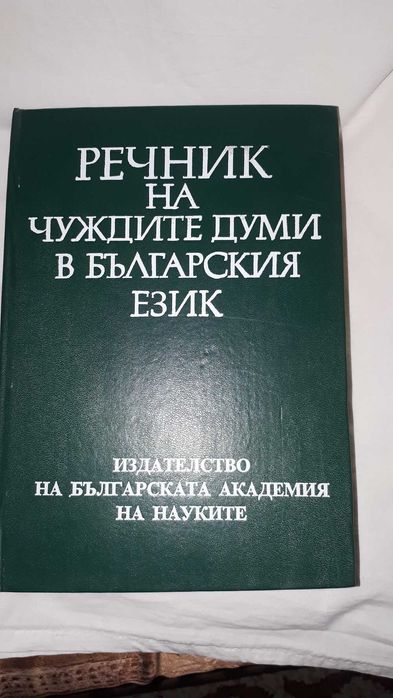 РЕЧНИК
НА
ЧУЖДИТЕ ДУМИ
В БЪЛГАРСКИЯ
ЕЗИК
ИЗДАТЕЛСТВО
НА БЪЛГАРСКАТА АКАДЕМИЯ
НА НАУКИТЕ